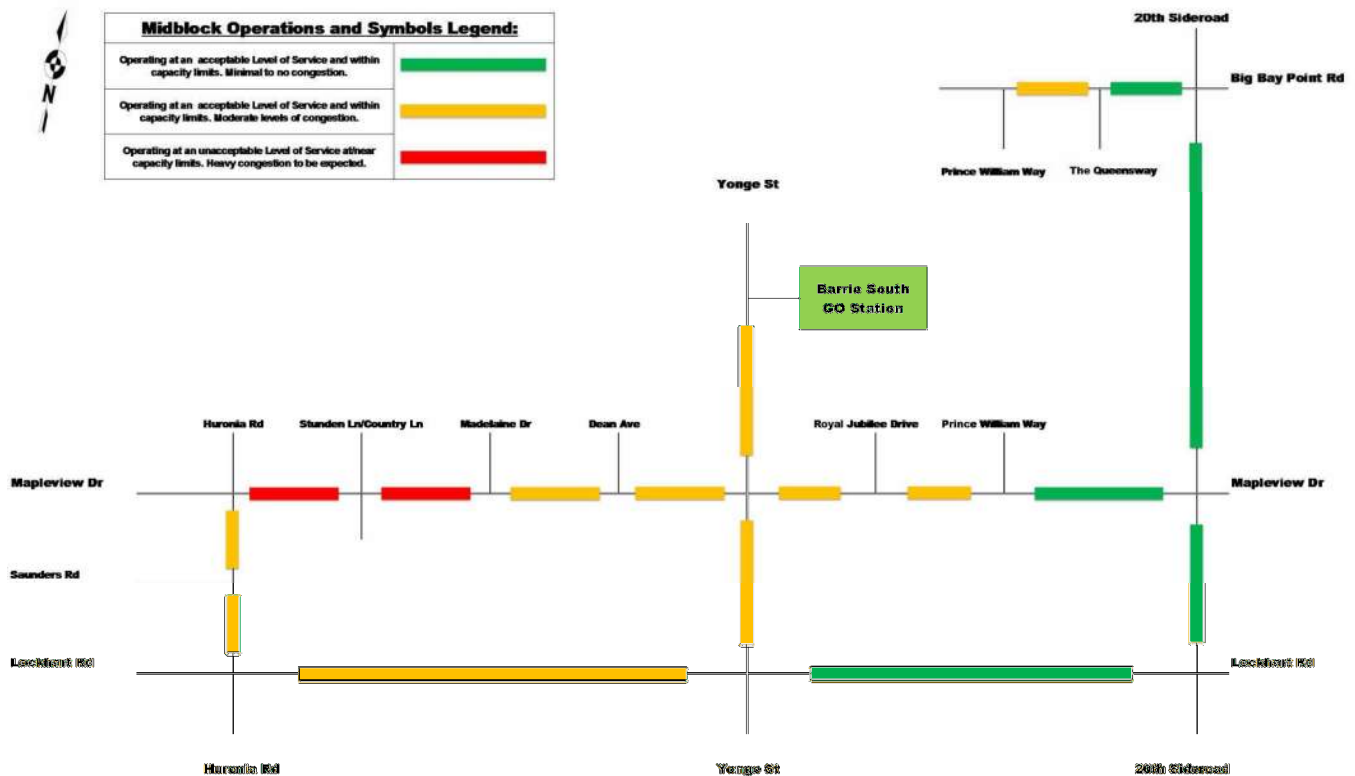 20th Sideroad
Midblock Operations and Symbols Legend:
Operating at an acceptable Level of Service and within
capacity limits. Minimal to no congestion.
Big Bay Point Rd
N
Operating at an acceptable Level of Service and within
capacity limits. Moderate levels of congestion.
Operating at an unacceptable Level of Service at/near
capacity limits. Heavy congestion to be expected.
Prince William Way
The Queensway
Yonge St
Barrie South
GO Station
Huronia Rd
Stunden Ln/Country Ln
Madelaine Dr
Dean Ave
Royal Jubilee Drive
Prince William Way
Mapleview Dr
Mapleview Dr
Saunders Rd
Lockhart Rd
Lockhart Rd
Huronia Rd
Yonge St
20th Sideroad